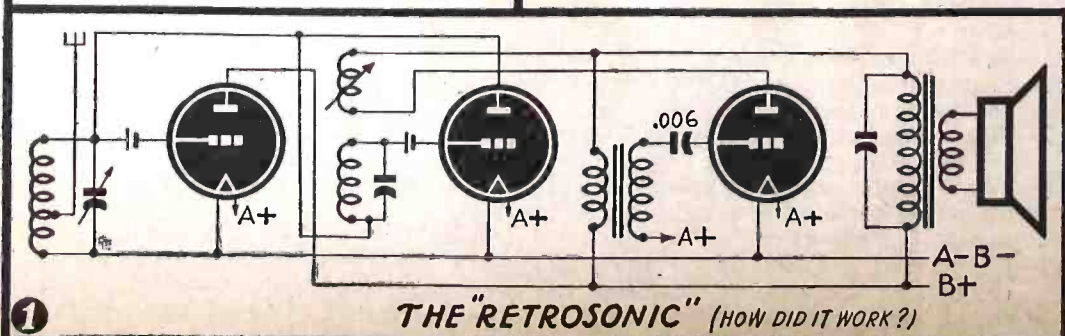 A+
A+
.006
A+
A+
A-B-
B+
1
THE "RETROSONIC" (HOW DID IT WORK?)